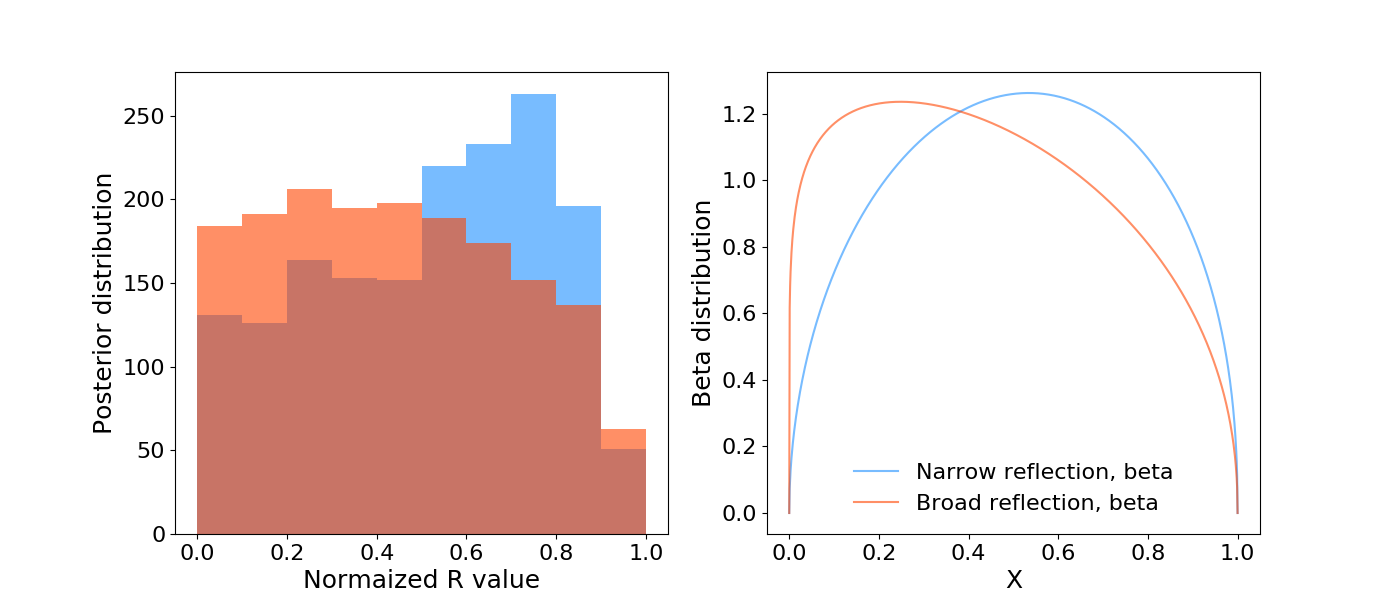 Posterior distribution
250
200
150
100
50
0
0.0 0.2 0.4 0.6 0.8 1.0
Normaized R value
Beta distribution
1.2
1.0
0.8
0.6
0.4
0.2
0.0
Narrow reflection, beta
Broad reflection, beta
0.0 0.2 0.4 0.6 0.8 1.0
X